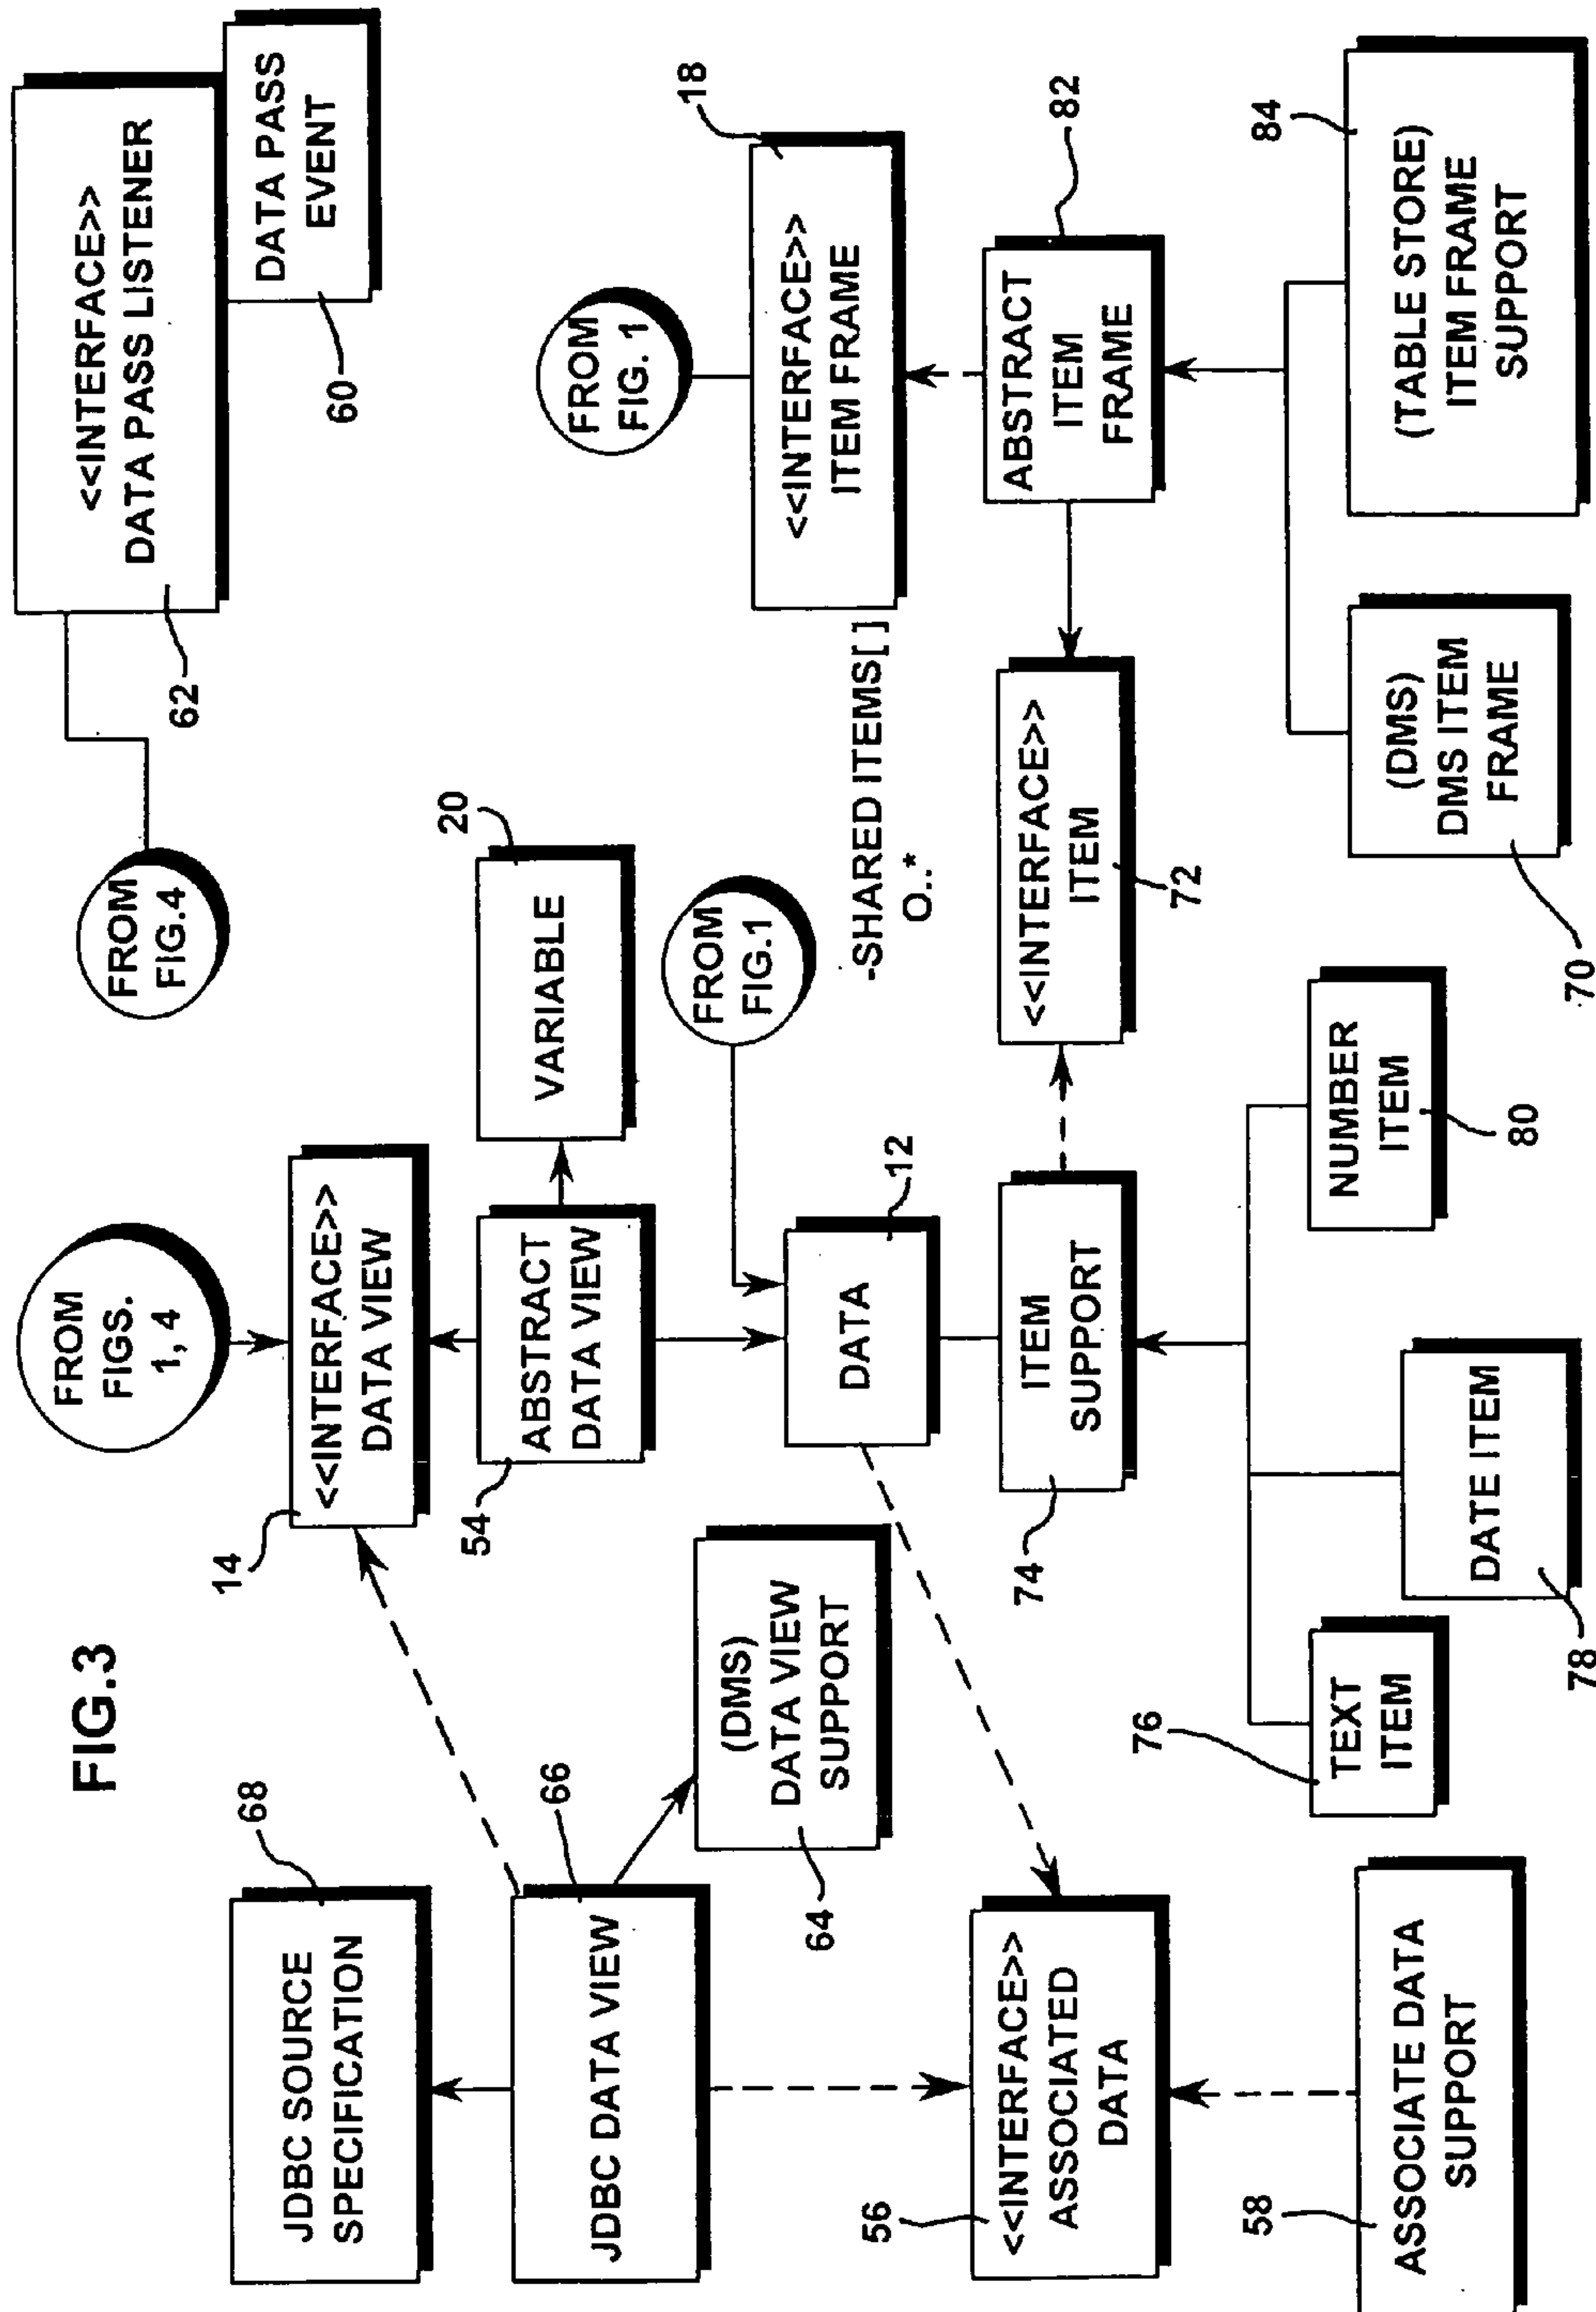 FIG.3
FROM
FIGS.
1, 4
FROM
FIG.4
<<INTERFACE>>
DATA PASS LISTENER
62
DATA PASS
EVENT
60
JDBC SOURCE
SPECIFICATION
68
14
<<INTERFACE>>
DATA VIEW
JDBC DATA VIEW
66
54
ABSTRACT
DATA VIEW
VARIABLE
20
FROM
FIG. 1
(DMS)
DATA VIEW
SUPPORT
64
FROM
FIG.1
DATA
12
<<INTERFACE>>
ITEM FRAME
18
-SHARED ITEMS[ ]
O..*
56
<<INTERFACE>>
ASSOCIATED
DATA
74
ITEM
SUPPORT
<<INTERFACE>>
ITEM
72
ABSTRACT
ITEM
FRAME
82
58
ASSOCIATE DATA
SUPPORT
76
TEXT
ITEM
DATE ITEM
78
NUMBER
ITEM
80
(DMS)
DMS ITEM
FRAME
70
(TABLE STORE)
ITEM FRAME
SUPPORT
84